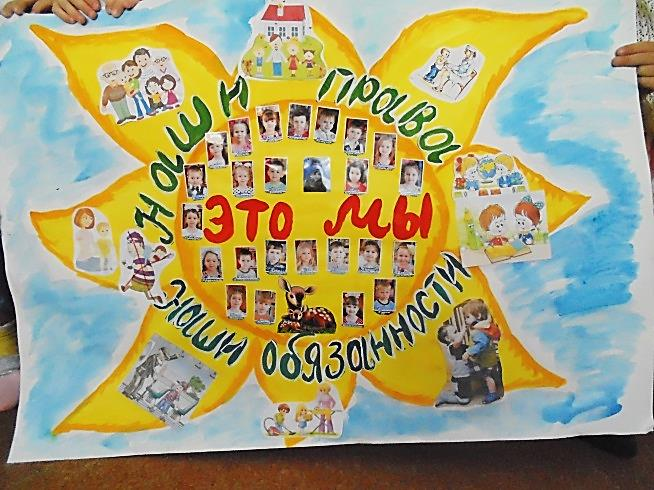 наши права
это мы
наши обязанности